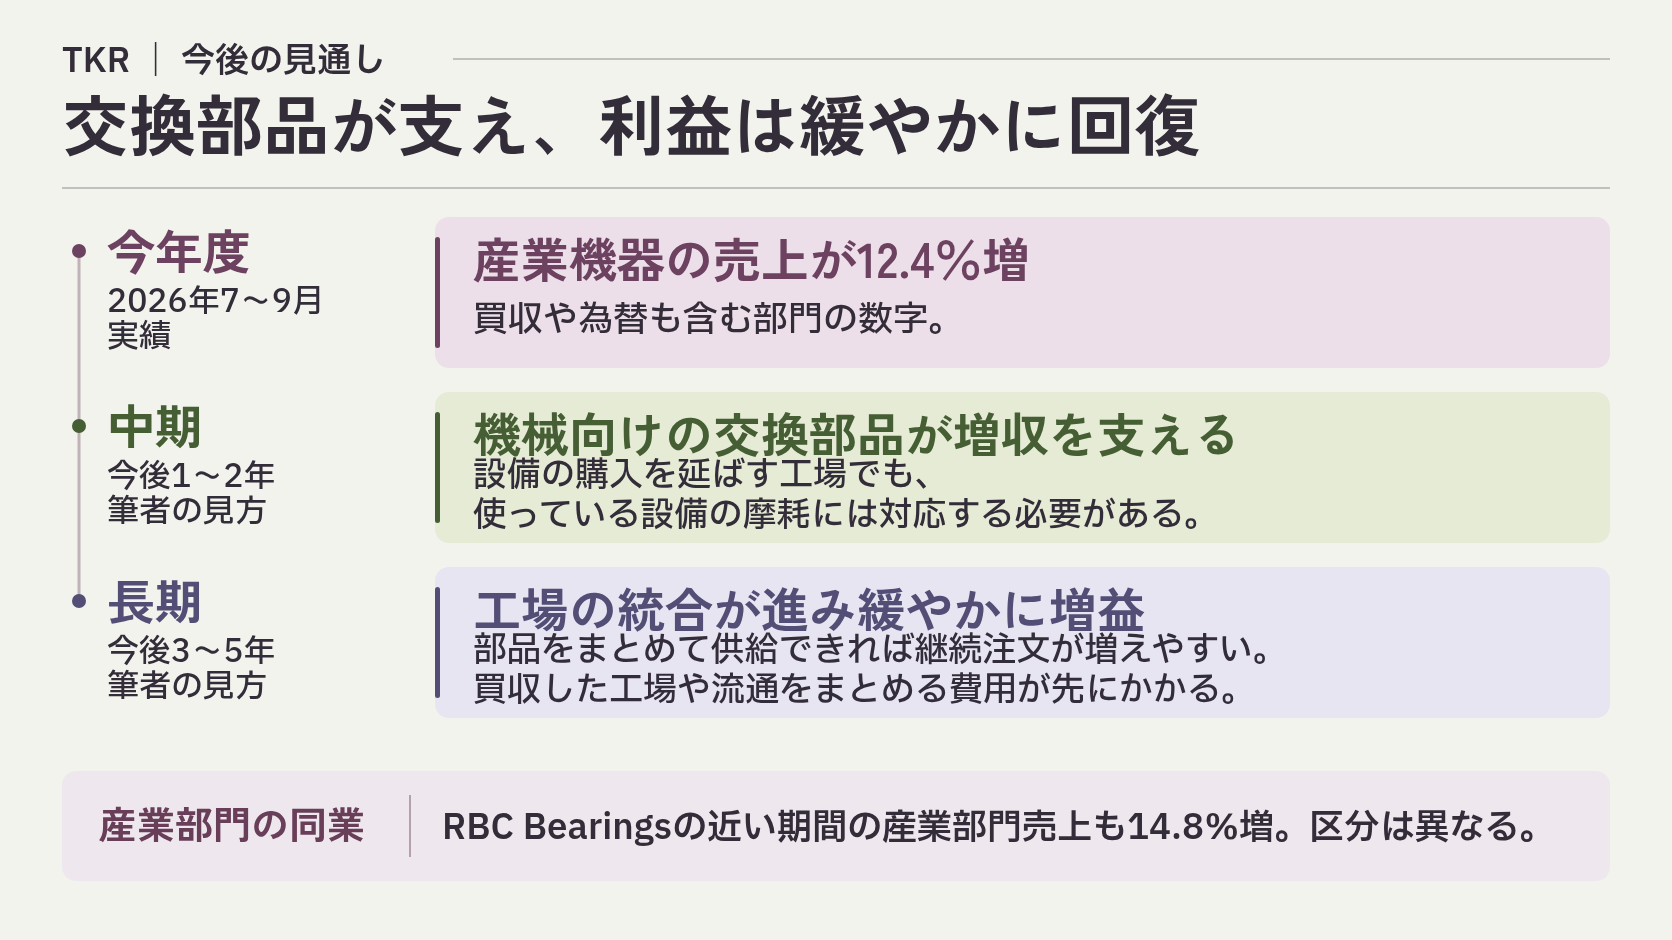 TKR | 今後の見通し
交換部品が支え、利益は緩やかに回復
今年度
2026年7～9月
実績
産業機器の売上が12.4%増
買収や為替も含む部門の数字。
中期
今後1～2年
筆者の見方
機械向けの交換部品が増収を支える
設備の購入を延ばす工場でも、
使っている設備の摩耗には対応する必要がある。
長期
今後3～5年
筆者の見方
工場の統合が進み緩やかに増益
部品をまとめて供給できれば継続注文が増えやすい。
買収した工場や流通をまとめる費用が先にかかる。
産業部門の同業
RBC Bearingsの近い期間の産業部門売上も14.8%増。区分は異なる。